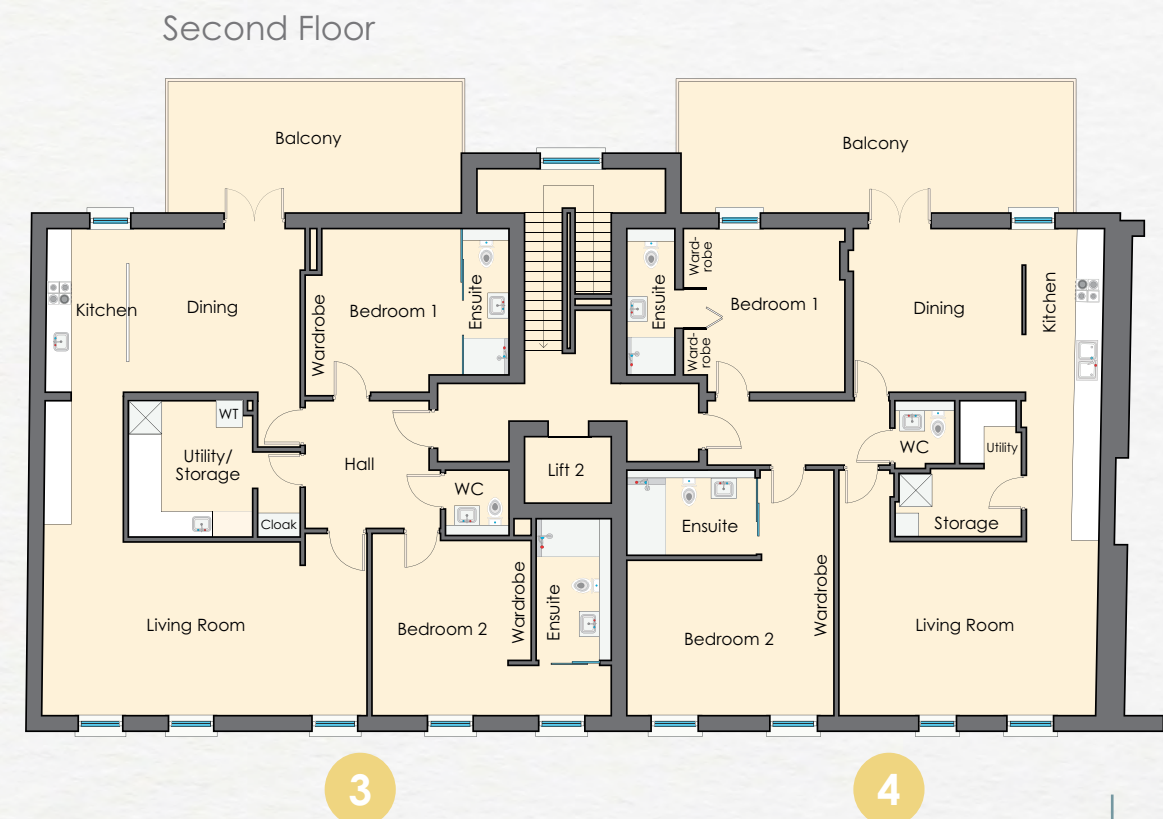 Second Floor
Balcony
Balcony
Kitchen
Dining
Wardrobe
Bedroom 1
Ensuite
Ensuite
Ward-
robe
Ward-
robe
Bedroom 1
Dining
Kitchen
WT
Utility/
Storage
Cloak
Hall
WC
Lift 2
WC
Utility
Storage
Ensuite
Living Room
Bedroom 2
Wardrobe
Ensuite
Bedroom 2
Wardrobe
Living Room
3
4